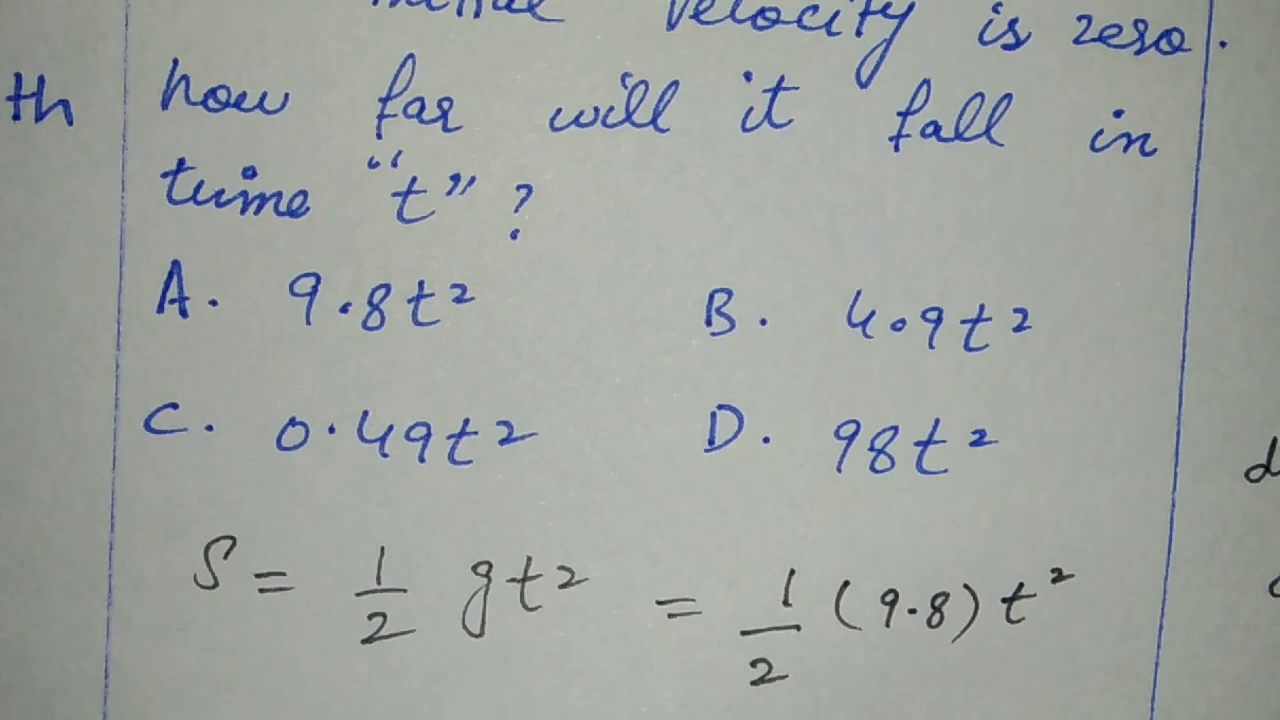 velocity is zero.
th how far will it fall in
time "t" ?
A. 9.8t² B. 4.9t²
C. 0.49t² D. 98t²
S = 1/2 gt² = 1/2 (9.8) t²